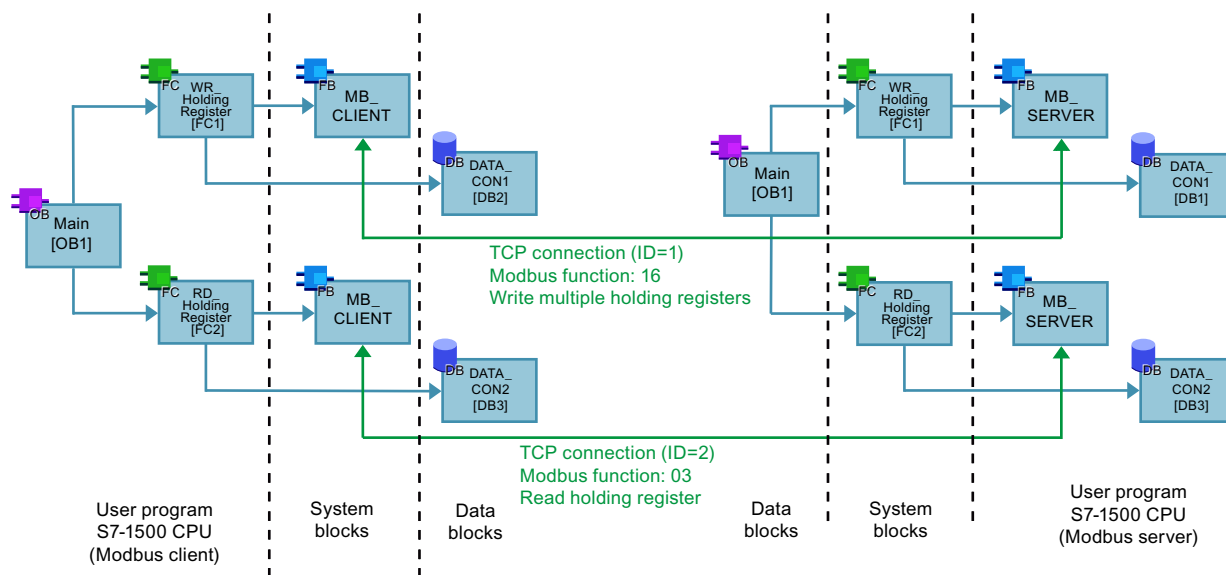 FC
WR_
Holding
Register
[FC1]
FB
MB_
CLIENT
DB
DATA_
CON1
[DB2]
OB
Main
[OB1]
FC
RD_
Holding
Register
[FC2]
FB
MB_
CLIENT
DB
DATA_
CON2
[DB3]
TCP connection (ID=1)
Modbus function: 16
Write multiple holding registers
TCP connection (ID=2)
Modbus function: 03
Read holding register
OB
Main
[OB1]
FC
WR_
Holding
Register
[FC1]
FB
MB_
SERVER
DB
DATA_
CON1
[DB1]
FC
RD_
Holding
Register
[FC2]
FB
MB_
SERVER
DB
DATA_
CON2
[DB3]
User program
S7-1500 CPU
(Modbus client)
System
blocks
Data
blocks
Data
blocks
System
blocks
User program
S7-1500 CPU
(Modbus server)